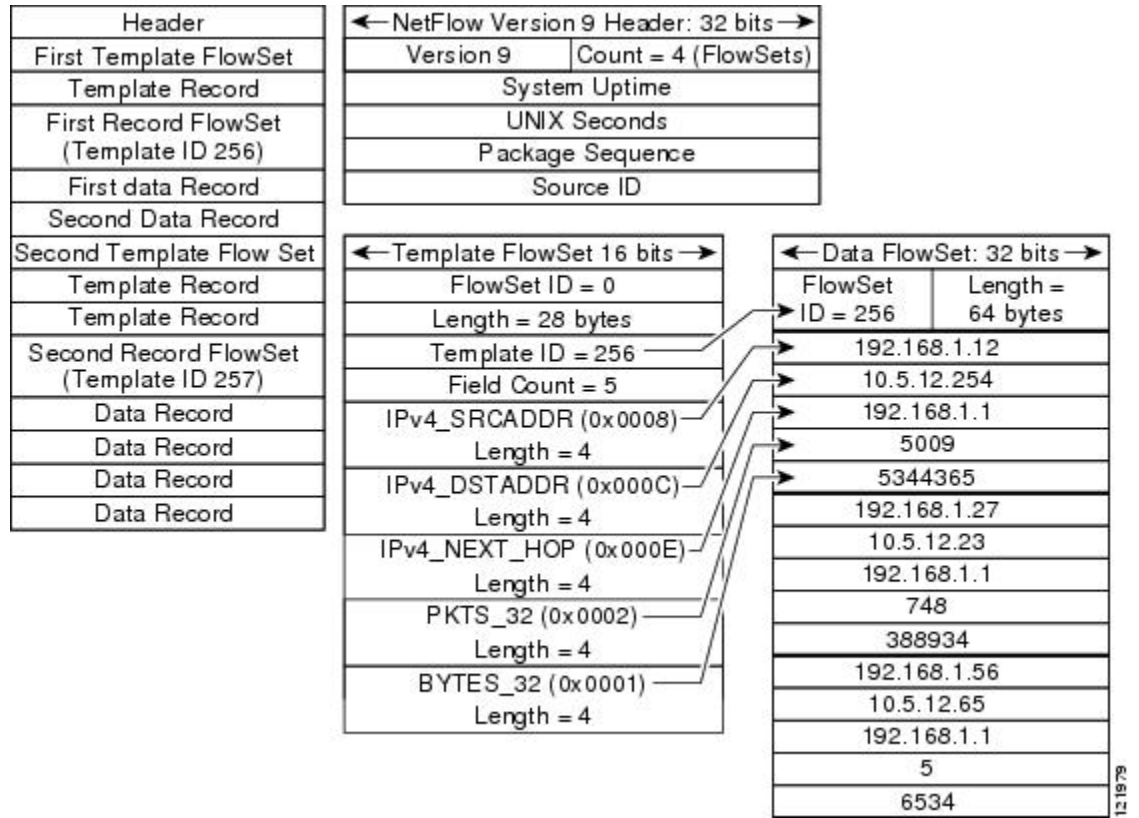 Header
First Template FlowSet
Template Record
First Record FlowSet
(Template ID 256)
First data Record
Second Data Record
Second Template Flow Set
Template Record
Template Record
Second Record FlowSet
(Template ID 257)
Data Record
Data Record
Data Record
Data Record
NetFlow Version 9 Header: 32 bits
Version 9
Count = 4 (FlowSets)
System Uptime
UNIX Seconds
Package Sequence
Source ID
Template FlowSet 16 bits
FlowSet ID = 0
Length = 28 bytes
Template ID = 256
Field Count = 5
IPv4_SRCADDR (0x0008)
Length = 4
IPv4_DSTADDR (0x000C)
Length = 4
IPv4_NEXT_HOP (0x000E)
Length = 4
PKTS_32 (0x0002)
Length = 4
BYTES_32 (0x0001)
Length = 4
Data FlowSet: 32 bits
FlowSet
ID = 256
Length =
64 bytes
192.168.1.12
10.5.12.254
192.168.1.1
5009
5344365
192.168.1.27
10.5.12.23
192.168.1.1
748
388934
192.168.1.56
10.5.12.65
192.168.1.1
5
6534
121979